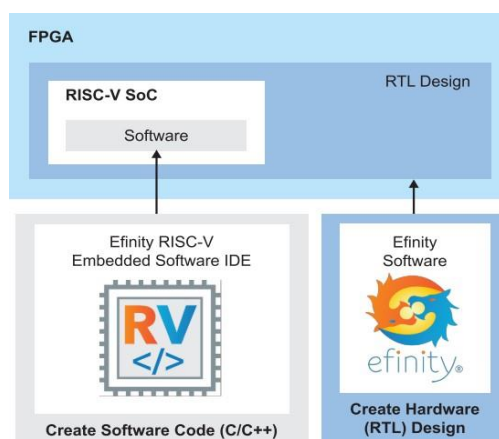 FPGA
RTL Design
RISC-V SoC
Software
Efinity RISC-V
Embedded Software IDE
RV
</>
Create Software Code (C/C++)
Efinity
Software
efinity®
Create Hardware
(RTL) Design